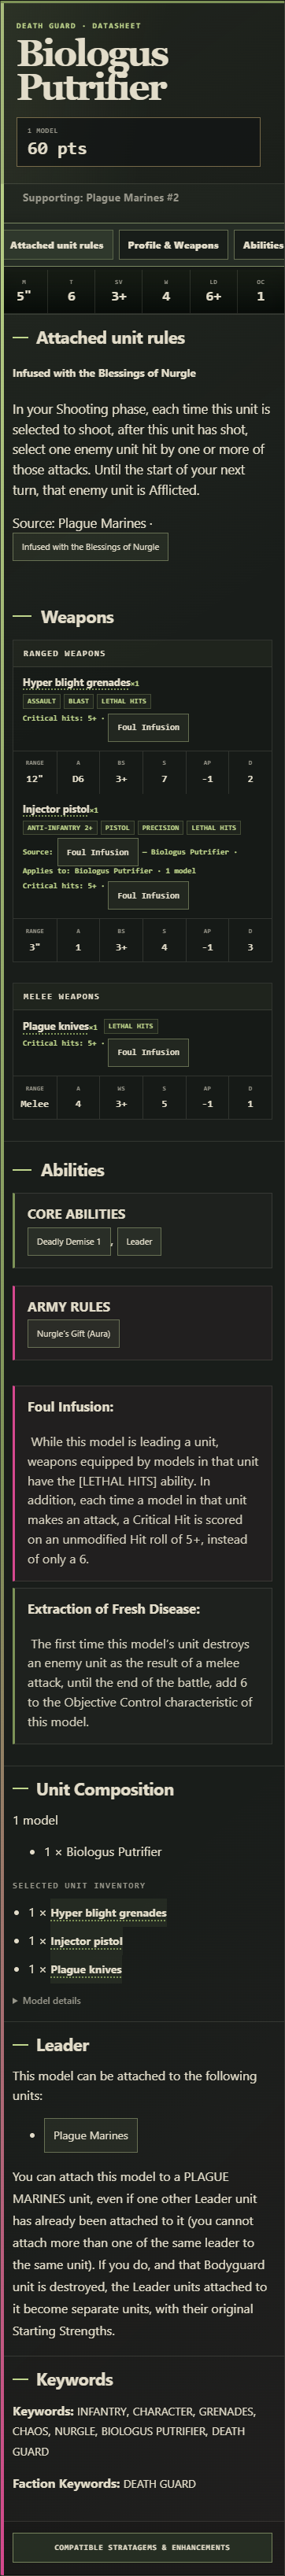 DEATH GUARD · DATASHEET
Biologus
Putrifier
1 MODEL
60 pts
Supporting: Plague Marines #2
Attached unit rules
Profile & Weapons
Abilities
M T SV W LD OC
5" 6 3+ 4 6+ 1
Attached unit rules
Infused with the Blessings of Nurgle
In your Shooting phase, each time this unit is
selected to shoot, after this unit has shot,
select one enemy unit hit by one or more of
those attacks. Until the start of your next
turn, that enemy unit is Afflicted.
Source: Plague Marines ·
Infused with the Blessings of Nurgle
Weapons
RANGED WEAPONS
Hyper blight grenades×1
ASSAULT BLAST LETHAL HITS
Critical hits: 5+ · Foul Infusion
RANGE A BS S AP D
12" D6 3+ 7 -1 2
Injector pistol×1
ANTI-INFANTRY 2+ PISTOL PRECISION LETHAL HITS
Source: Foul Infusion — Biologus Putrifier ·
Applies to: Biologus Putrifier · 1 model
Critical hits: 5+ · Foul Infusion
RANGE A BS S AP D
3" 1 3+ 4 -1 3
MELEE WEAPONS
Plague knives×1 LETHAL HITS
Critical hits: 5+ · Foul Infusion
RANGE A WS S AP D
Melee 4 3+ 5 -1 1
Abilities
CORE ABILITIES
Deadly Demise 1, Leader
ARMY RULES
Nurgle's Gift (Aura)
Foul Infusion:
While this model is leading a unit,
weapons equipped by models in that unit
have the [LETHAL HITS] ability. In
addition, each time a model in that unit
makes an attack, a Critical Hit is scored
on an unmodified Hit roll of 5+, instead
of only a 6.
Extraction of Fresh Disease:
The first time this model's unit destroys
an enemy unit as the result of a melee
attack, until the end of the battle, add 6
to the Objective Control characteristic of
this model.
Unit Composition
1 model
• 1 × Biologus Putrifier
SELECTED UNIT INVENTORY
• 1 × Hyper blight grenades
• 1 × Injector pistol
• 1 × Plague knives
▶ Model details
Leader
This model can be attached to the following
units:
• Plague Marines
You can attach this model to a PLAGUE
MARINES unit, even if one other Leader unit
has already been attached to it (you cannot
attach more than one of the same leader to
the same unit). If you do, and that Bodyguard
unit is destroyed, the Leader units attached to
it become separate units, with their original
Starting Strengths.
Keywords
Keywords: INFANTRY, CHARACTER, GRENADES,
CHAOS, NURGLE, BIOLOGUS PUTRIFIER, DEATH
GUARD
Faction Keywords: DEATH GUARD
COMPATIBLE STRATAGEMS & ENHANCEMENTS